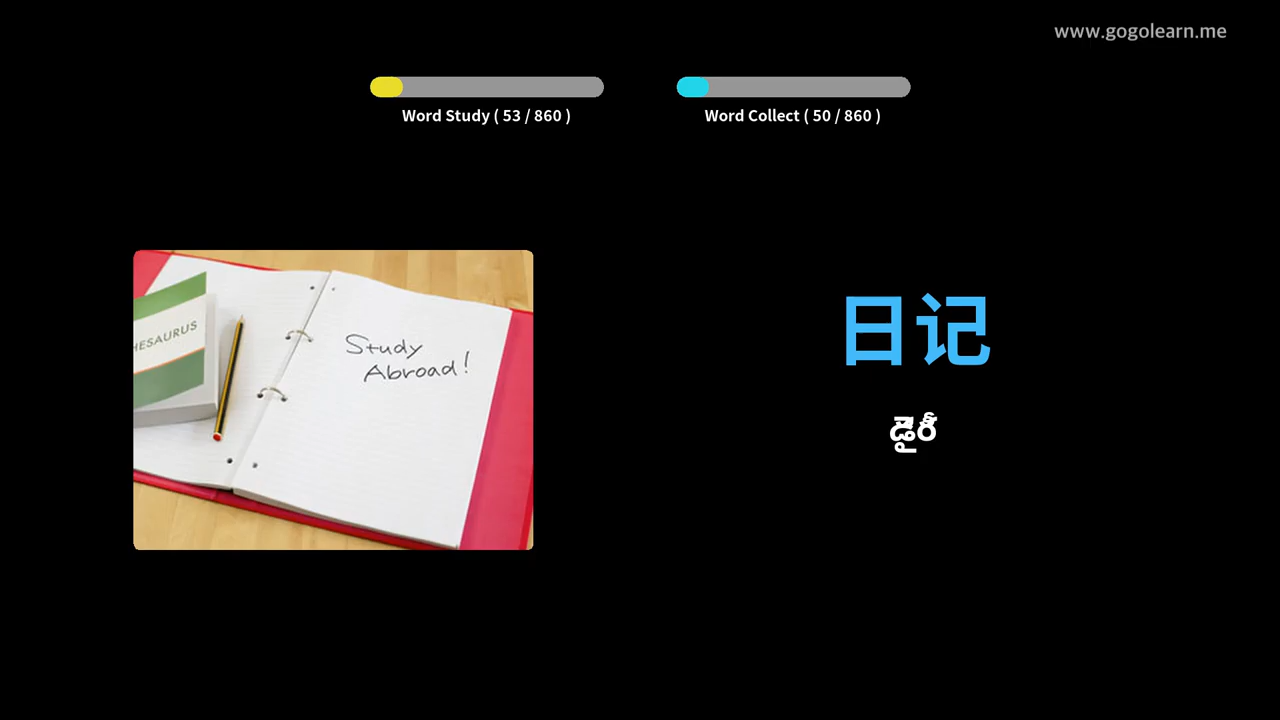 www.gogolearn.me
Word Study ( 53 / 860 )
Word Collect ( 50 / 860 )
HESAURUS
Study
Abroad!
日记
డైరీ